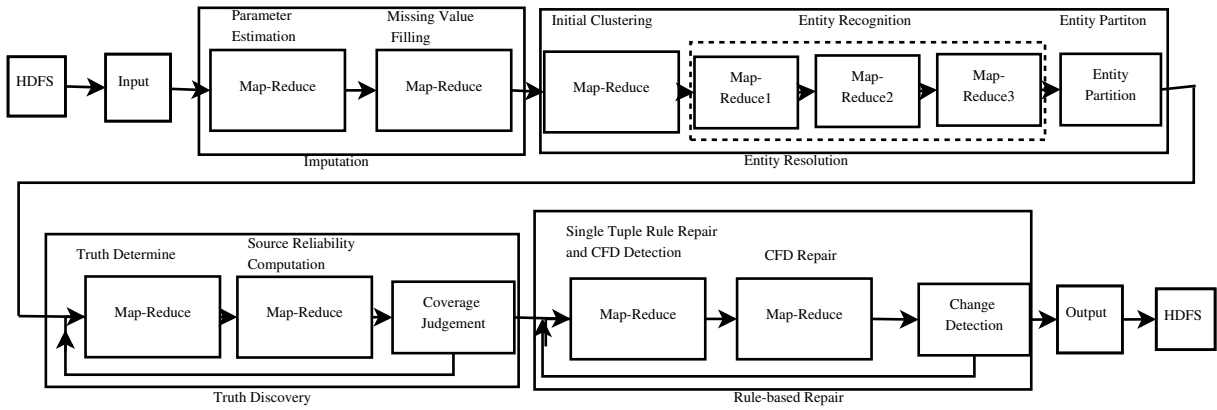 Parameter
Estimation
Missing Value
Filling
Initial Clustering
Entity Recognition
Entity Partiton
HDFS
Input
Map-Reduce
Map-Reduce
Map-Reduce
Map-
Reduce1
Map-
Reduce2
Map-
Reduce3
Entity
Partition
Imputation
Entity Resolution
Truth Determine
Source Reliability
Computation
Single Tuple Rule Repair
and CFD Detection
CFD Repair
Map-Reduce
Map-Reduce
Coverage
Judgement
Map-Reduce
Map-Reduce
Change
Detection
Output
HDFS
Truth Discovery
Rule-based Repair